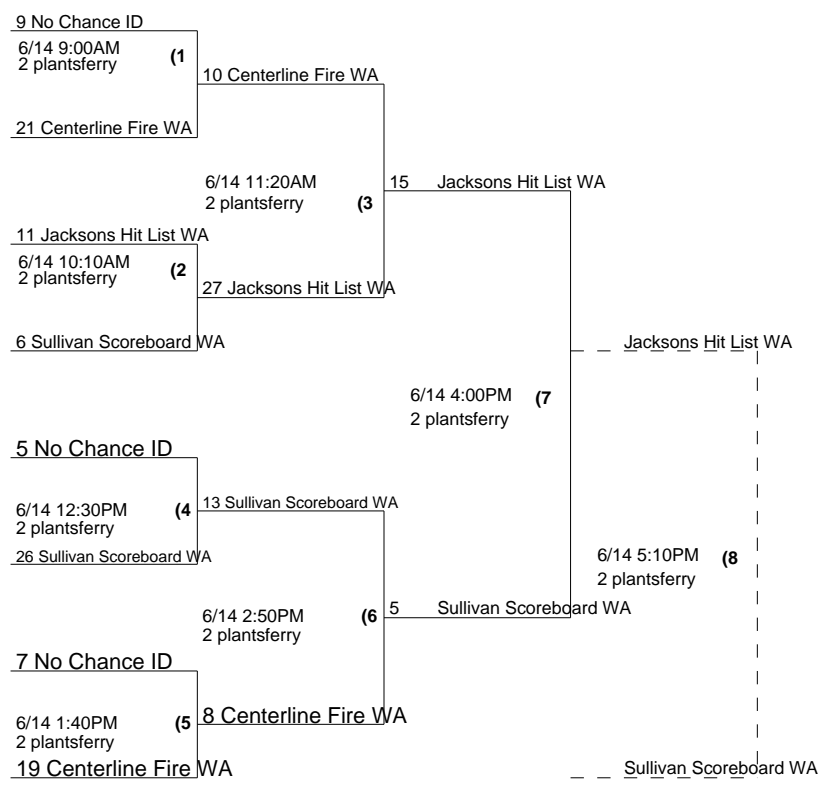 9 No Chance ID
6/14 9:00AM (1
2 plantsferry
10 Centerline Fire WA
21 Centerline Fire WA
6/14 11:20AM
2 plantsferry (3
15 Jacksons Hit List WA
11 Jacksons Hit List WA
6/14 10:10AM (2
2 plantsferry
27 Jacksons Hit List WA
6 Sullivan Scoreboard WA
Jacksons Hit List WA
6/14 4:00PM (7
2 plantsferry
5 No Chance ID
6/14 12:30PM (4
2 plantsferry
13 Sullivan Scoreboard WA
26 Sullivan Scoreboard WA
6/14 5:10PM (8
2 plantsferry
6/14 2:50PM (6
2 plantsferry
5 Sullivan Scoreboard WA
7 No Chance ID
6/14 1:40PM (5
2 plantsferry
8 Centerline Fire WA
19 Centerline Fire WA
Sullivan Scoreboard WA